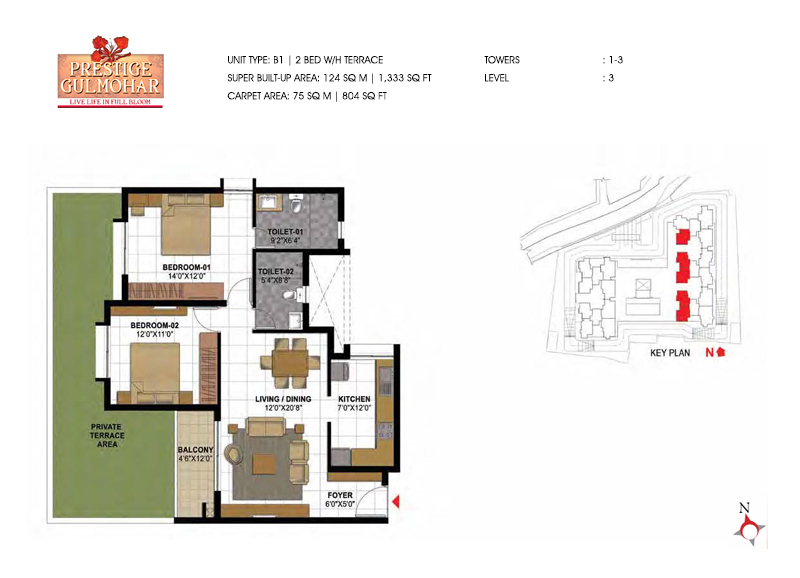 PRESTIGE
GULMOHAR
LIVE LIFE IN FULL BLOOM
UNIT TYPE: B1 | 2 BED W/H TERRACE
SUPER BUILT-UP AREA: 124 SQ M | 1,333 SQ FT
CARPET AREA: 75 SQ M | 804 SQ FT
TOWERS : 1-3
LEVEL : 3
TOILET-01
9'2"X6'4"
BEDROOM-01
14'0"X12'0"
TOILET-02
5'4"X8'8"
BEDROOM-02
12'0"X11'0"
LIVING / DINING
12'0"X20'8"
KITCHEN
7'0"X12'0"
PRIVATE
TERRACE
AREA
BALCONY
4'6"X12'0"
FOYER
6'0"X5'0"
KEY PLAN N
N